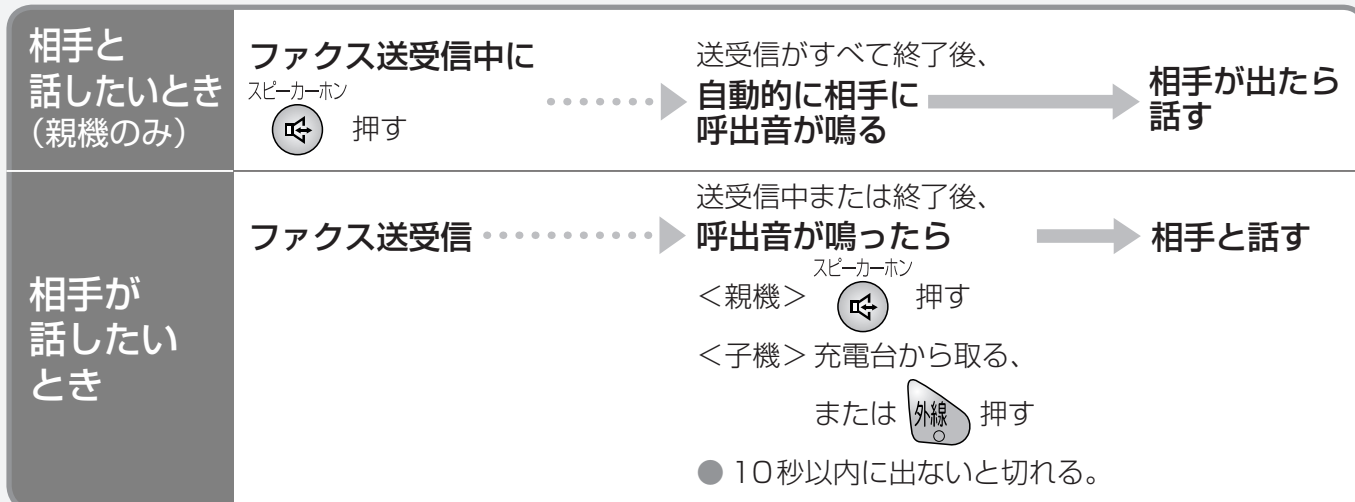 相手と
話したいとき
（親機のみ）
ファクス送受信中に
スピーカーホン
押す
送受信がすべて終了後、
自動的に相手に
呼出音が鳴る
相手が出たら
話す
相手が
話したい
とき
ファクス送受信
送受信中または終了後、
呼出音が鳴ったら
スピーカーホン
＜親機＞ 押す
＜子機＞ 充電台から取る、
または 外線 押す
● 10秒以内に出ないと切れる。
相手と話す